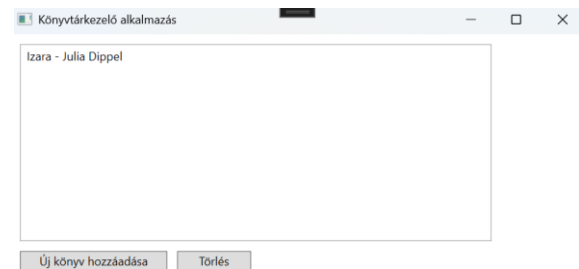 Könyvtárkezelő alkalmazás
Izara - Julia Dippel
Új könyv hozzáadása Törlés